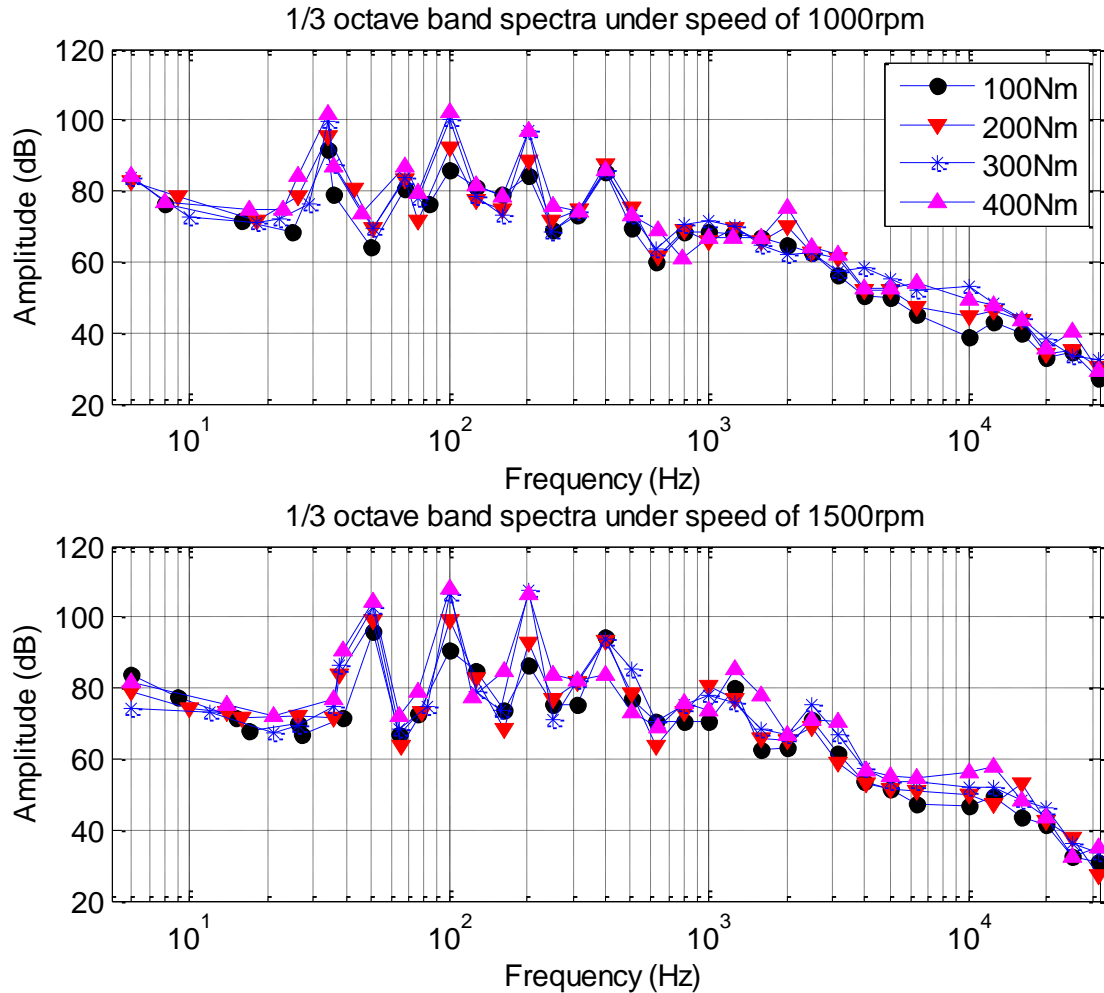 1/3 octave band spectra under speed of 1000rpm
120
100
80
60
40
20
Amplitude (dB)
100Nm
200Nm
300Nm
400Nm
10^1 10^2 10^3 10^4
Frequency (Hz)
1/3 octave band spectra under speed of 1500rpm
120
100
80
60
40
20
Amplitude (dB)
10^1 10^2 10^3 10^4
Frequency (Hz)